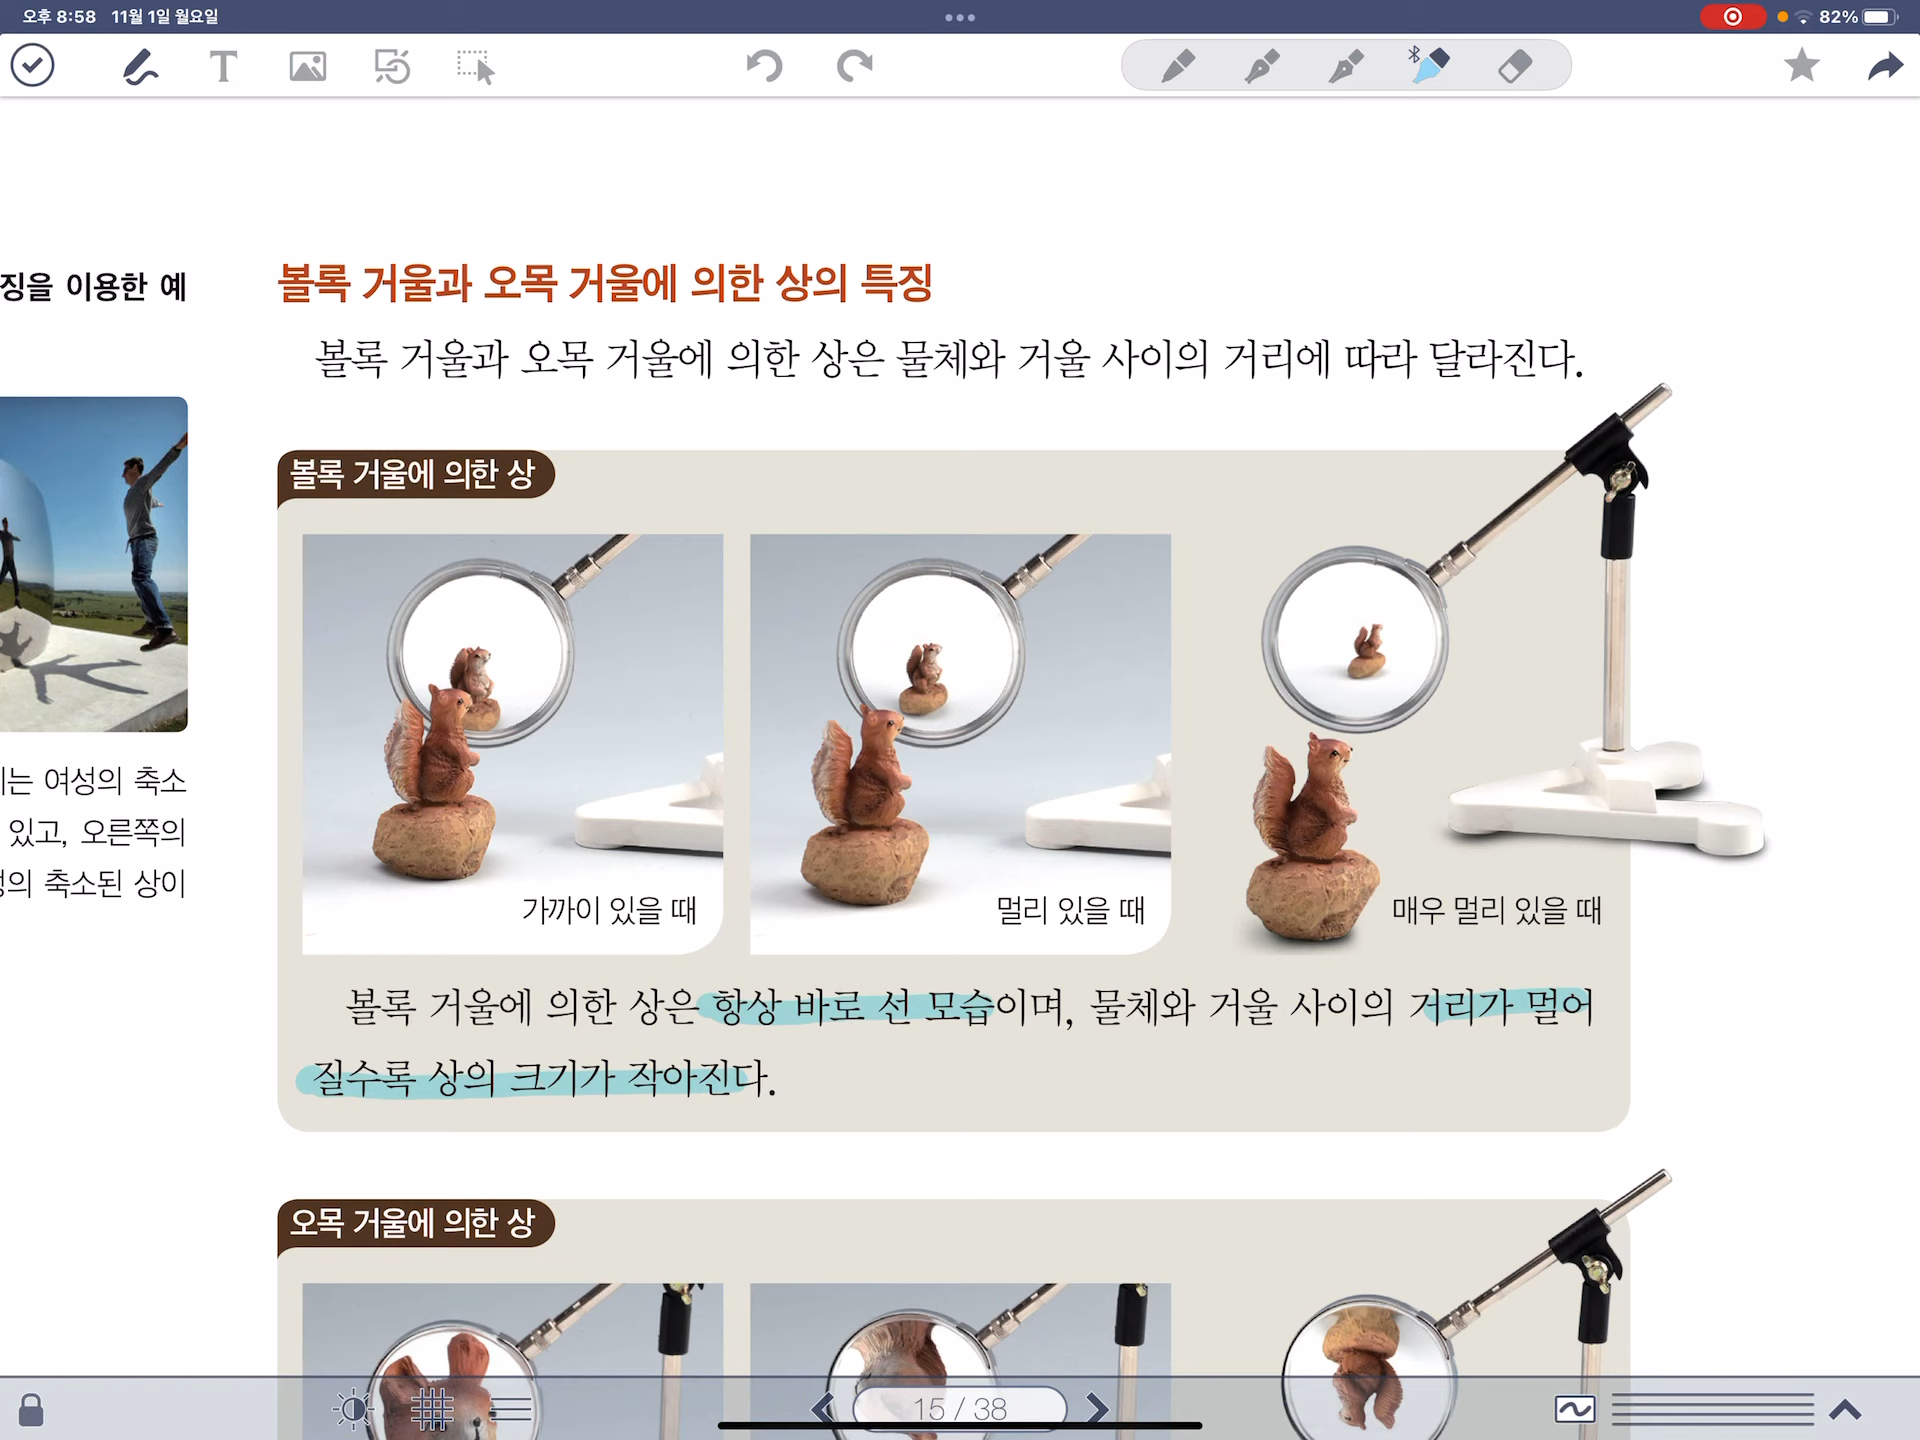 오후 8:58 11월 1일 월요일
82%
T
징을 이용한 예
는 여성의 축소
있고, 오른쪽의
의 축소된 상이
볼록 거울과 오목 거울에 의한 상의 특징
볼록 거울과 오목 거울에 의한 상은 물체와 거울 사이의 거리에 따라 달라진다.
볼록 거울에 의한 상
가까이 있을 때
멀리 있을 때
매우 멀리 있을 때
볼록 거울에 의한 상은 항상 바로 선 모습이며, 물체와 거울 사이의 거리가 멀어
질수록 상의 크기가 작아진다.
오목 거울에 의한 상
15 / 38